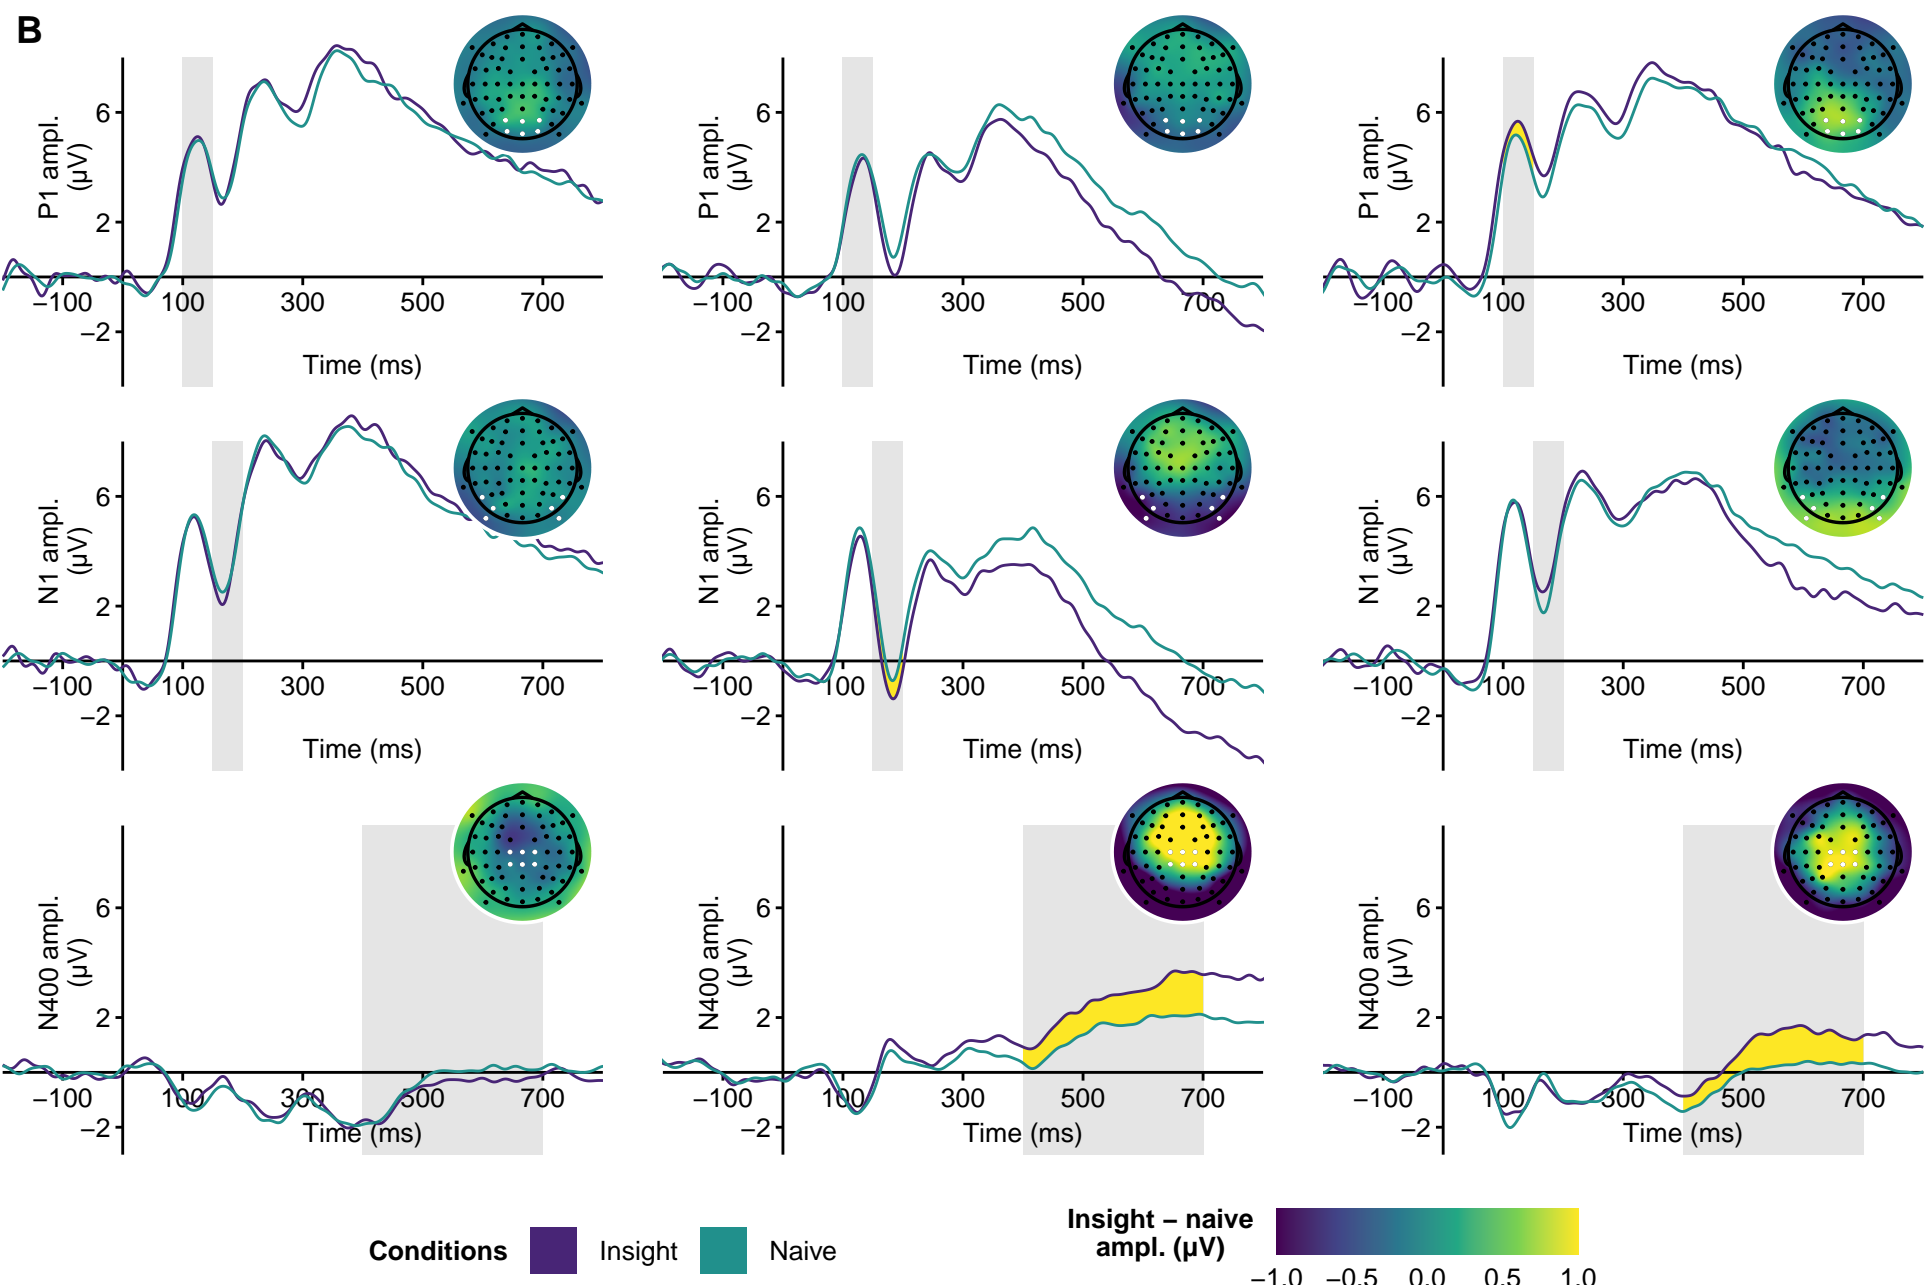 B
P1 ampl.
(µV)
6
2
−2
−100
100
300
500
700
Time (ms)
P1 ampl.
(µV)
6
2
−2
−100
100
300
500
700
Time (ms)
P1 ampl.
(µV)
6
2
−2
−100
100
300
500
700
Time (ms)
N1 ampl.
(µV)
6
2
−2
−100
100
300
500
700
Time (ms)
N1 ampl.
(µV)
6
2
−2
−100
100
300
500
700
Time (ms)
N1 ampl.
(µV)
6
2
−2
−100
100
300
500
700
Time (ms)
N400 ampl.
(µV)
6
2
−2
−100
100
300
500
700
Time (ms)
N400 ampl.
(µV)
6
2
−2
−100
100
300
500
700
Time (ms)
N400 ampl.
(µV)
6
2
−2
−100
100
300
500
700
Time (ms)
Conditions Insight Naive
Insight − naive
ampl. (µV)
−1.0 −0.5 0.0 0.5 1.0